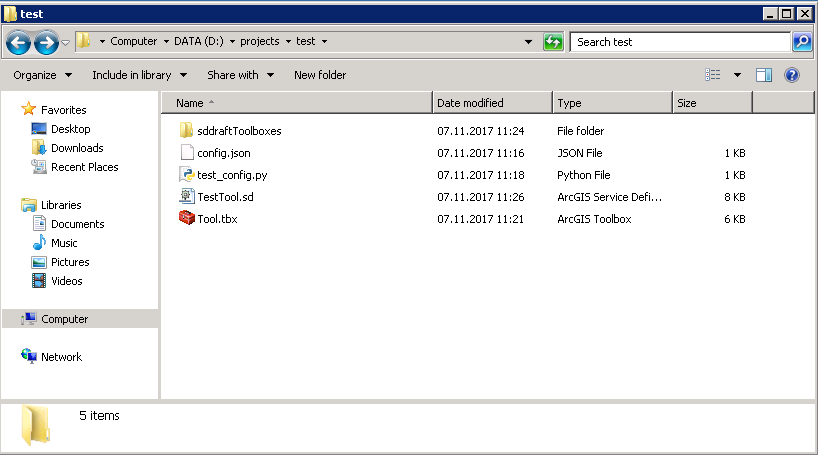 test
Computer DATA (D:) projects test Search test
Organize Include in library Share with New folder
Favorites
Desktop
Downloads
Recent Places
Libraries
Documents
Music
Pictures
Videos
Computer
Network
Name Date modified Type Size
sddraftToolboxes 07.11.2017 11:24 File folder
config.json 07.11.2017 11:16 JSON File 1 KB
test_config.py 07.11.2017 11:18 Python File 1 KB
TestTool.sd 07.11.2017 11:26 ArcGIS Service Defi... 8 KB
Tool.tbx 07.11.2017 11:21 ArcGIS Toolbox 6 KB
5 items